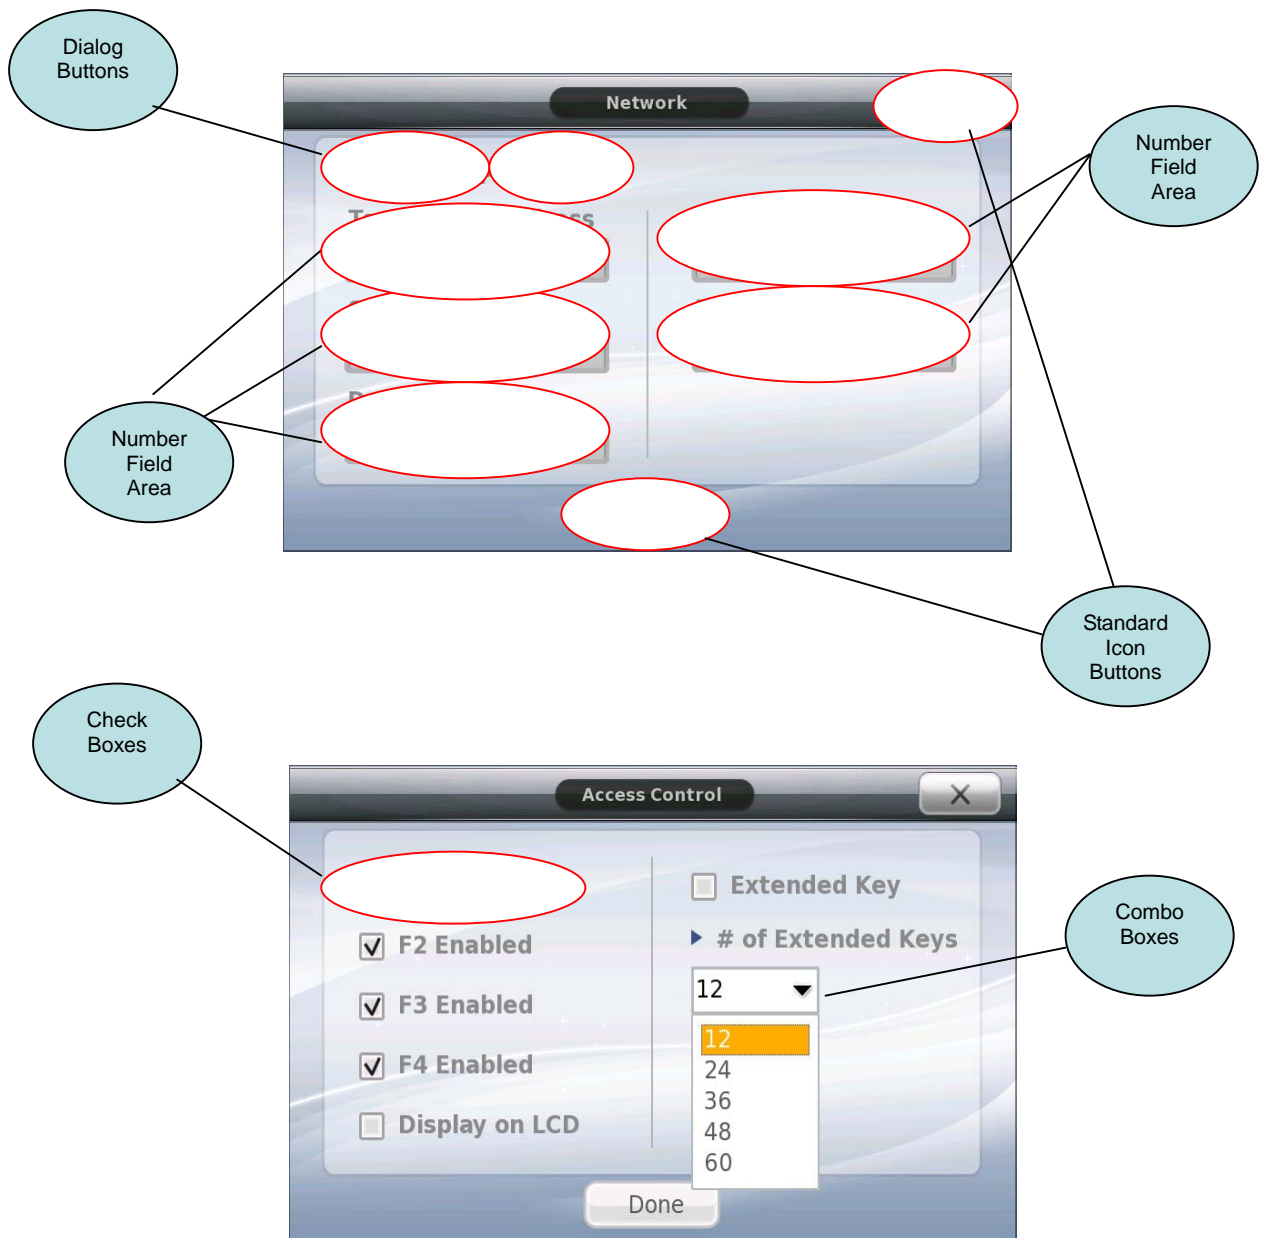 Dialog
Buttons
Network
Number
Field
Area
Number
Field
Area
Standard
Icon
Buttons
Check
Boxes
Access Control
Extended Key
# of Extended Keys
F2 Enabled
12
F3 Enabled
12
F4 Enabled
24
36
48
Display on LCD
60
Combo
Boxes
Done